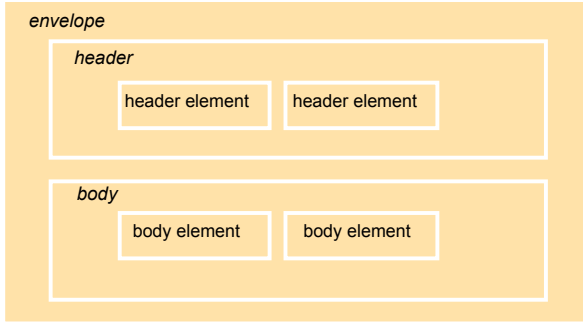 envelope
header
header element header element
body
body element body element